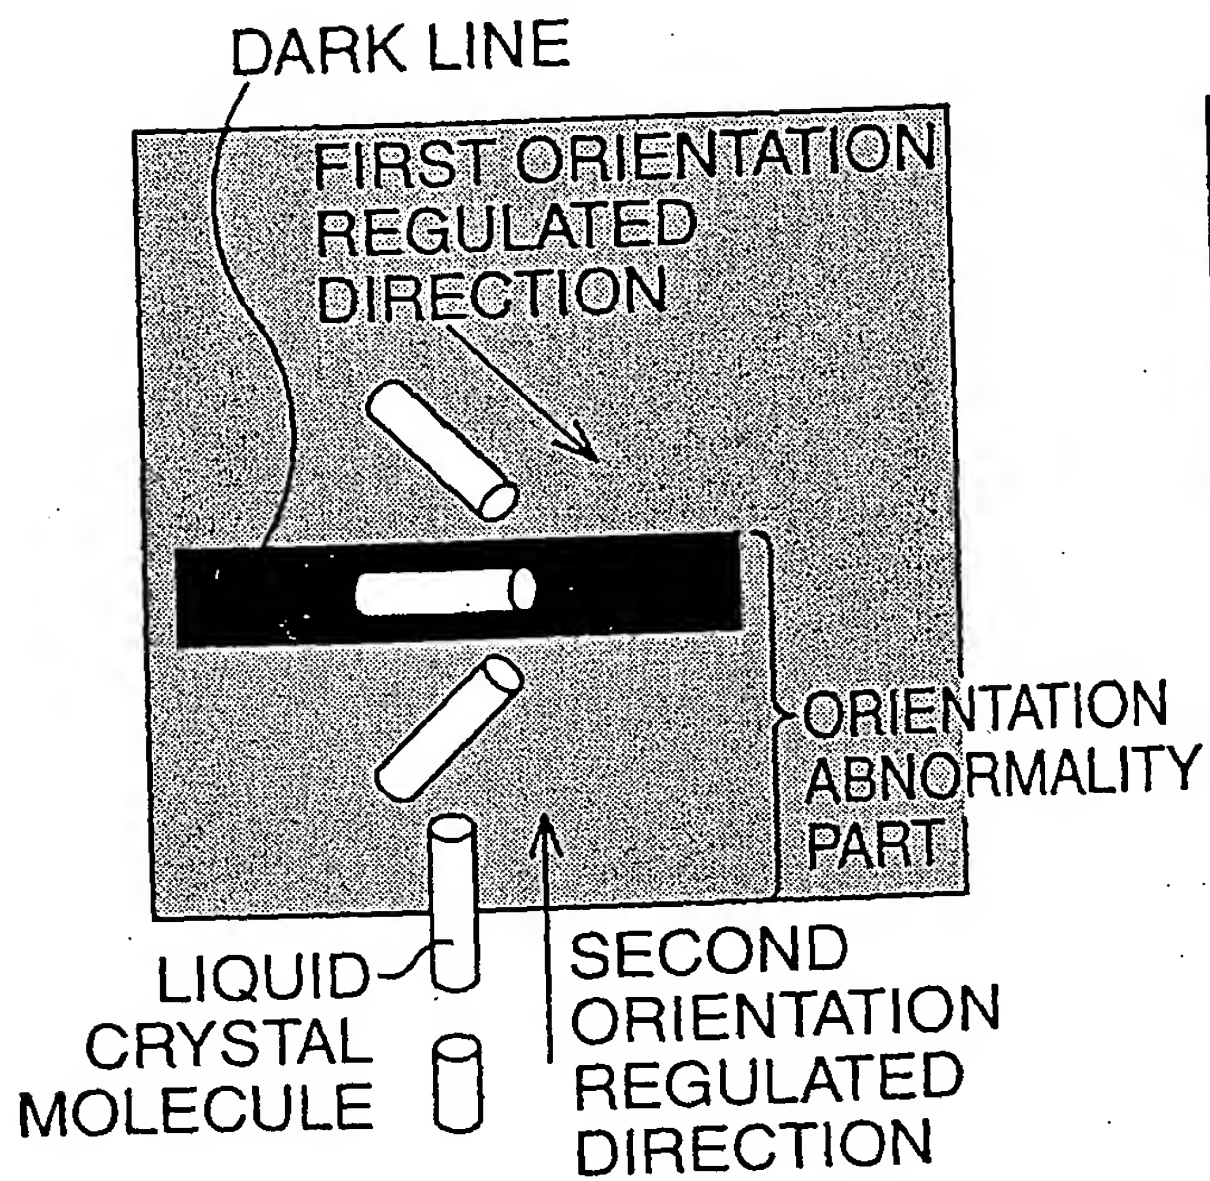 DARK LINE
FIRST ORIENTATION
REGULATED
DIRECTION
ORIENTATION
ABNORMALITY
PART
LIQUID
CRYSTAL
MOLECULE
SECOND
ORIENTATION
REGULATED
DIRECTION